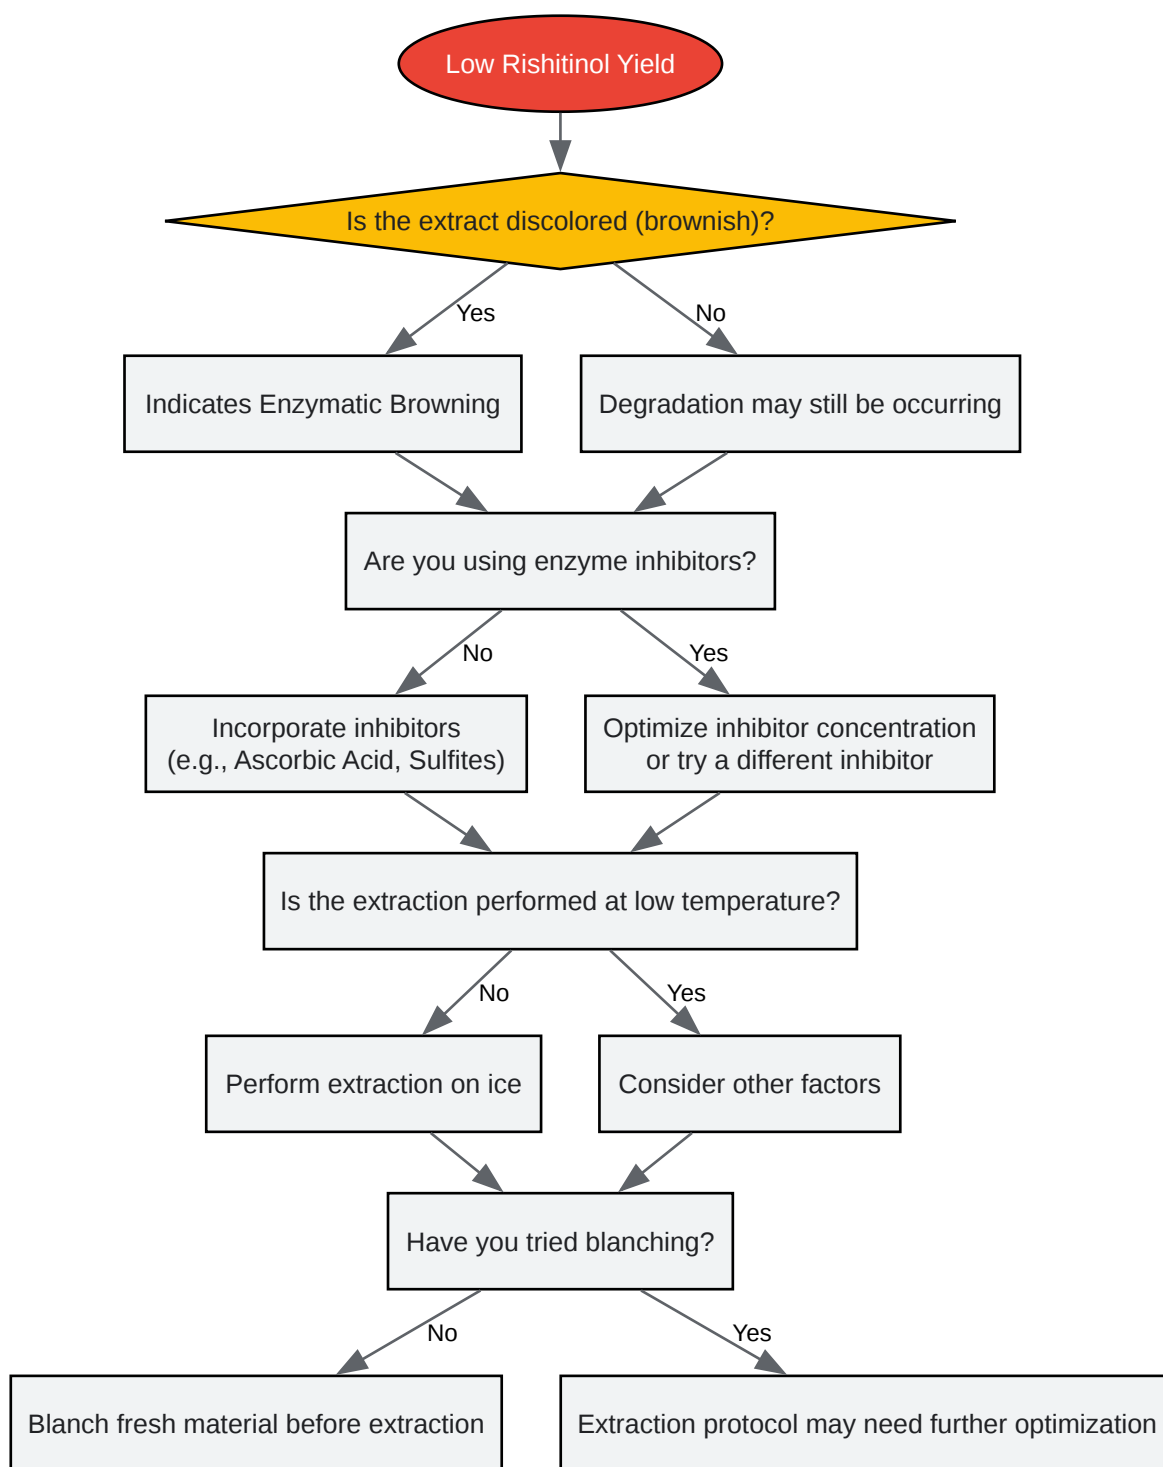 Low Rishitinol Yield
Is the extract discolored (brownish)?
Yes
No
Indicates Enzymatic Browning
Degradation may still be occurring
Are you using enzyme inhibitors?
No
Yes
Incorporate inhibitors
(e.g., Ascorbic Acid, Sulfites)
Optimize inhibitor concentration
or try a different inhibitor
Is the extraction performed at low temperature?
No
Yes
Perform extraction on ice
Consider other factors
Have you tried blanching?
No
Yes
Blanch fresh material before extraction
Extraction protocol may need further optimization